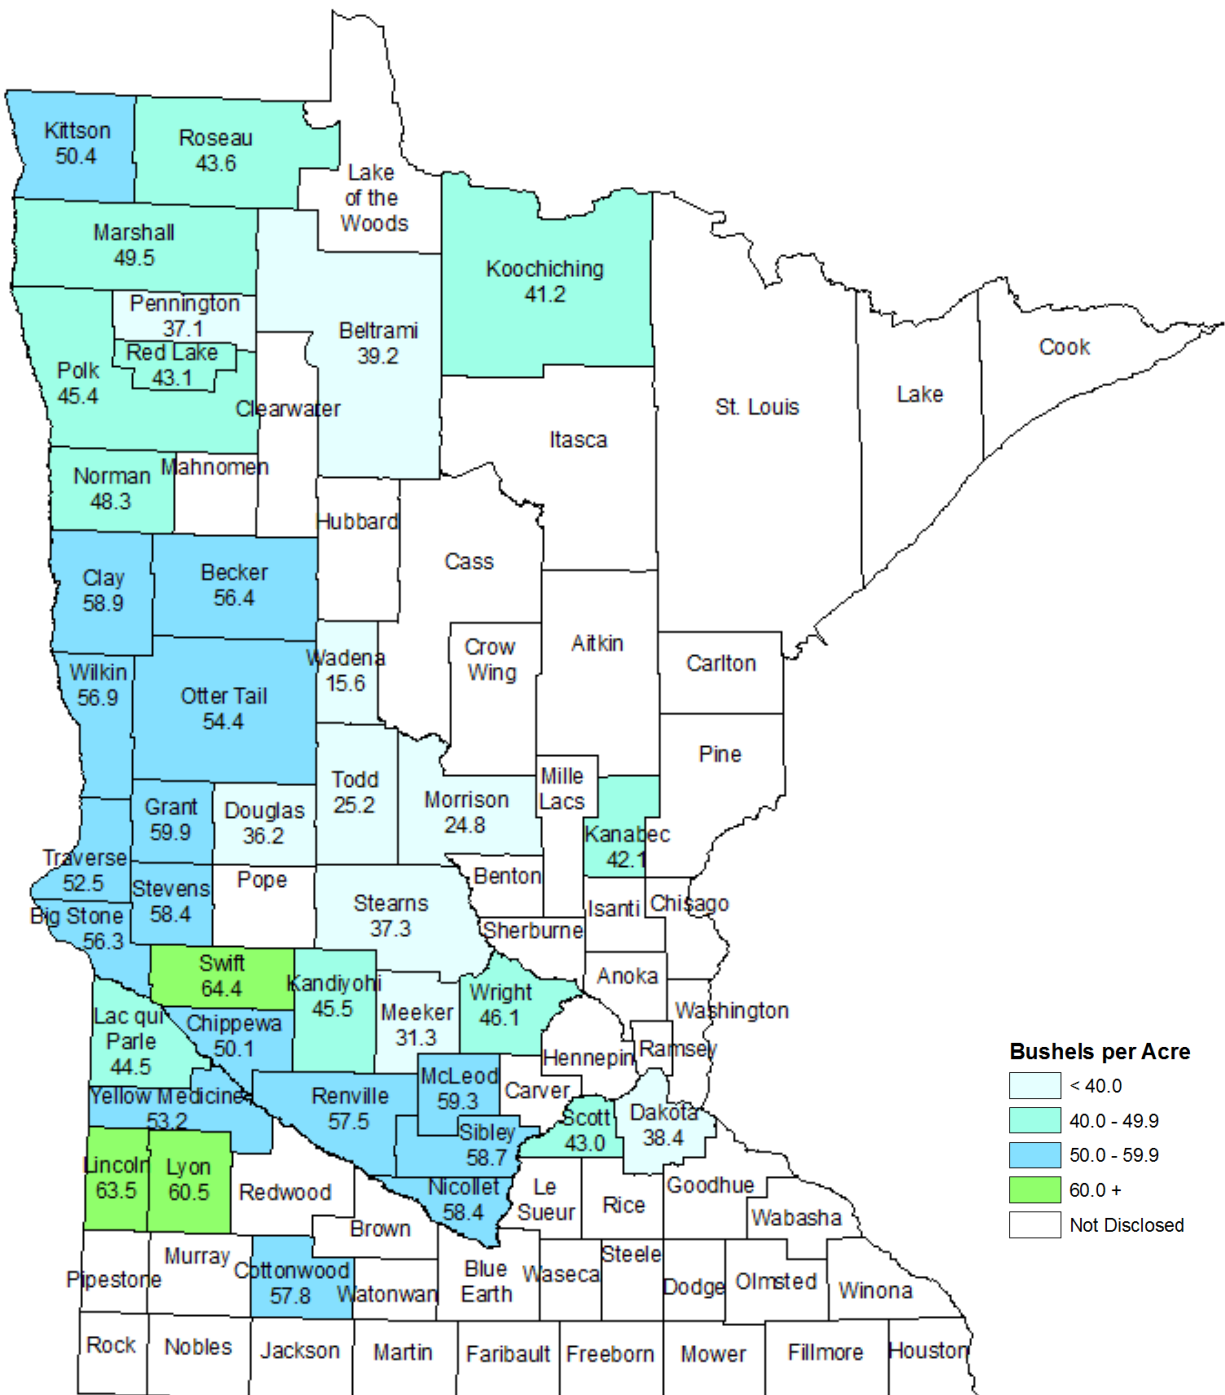 Kittson
50.4
Roseau
43.6
Lake
of the
Woods
Marshall
49.5
Koochiching
41.2
Pennington
37.1
Beltrami
39.2
Red Lake
43.1
Polk
45.4
Clearwater
Cook
Lake
St. Louis
Itasca
Norman
48.3
Mahnomen
Hubbard
Cass
Clay
58.9
Becker
56.4
Wadena
15.6
Crow
Wing
Aitkin
Carlton
Wilkin
56.9
Otter Tail
54.4
Pine
Todd
25.2
Morrison
24.8
Mille
Lacs
Grant
59.9
Douglas
36.2
Kanabec
42.1
Traverse
52.5
Stevens
58.4
Pope
Benton
Stearns
37.3
Isanti
Chisago
Big Stone
56.3
Sherburne
Swift
64.4
Kandiyohi
45.5
Anoka
Wright
46.1
Meeker
31.3
Washington
Lac qui
Parle
44.5
Chippewa
50.1
Hennepin
Ramsey
Yellow Medicine
53.2
Renville
57.5
McLeod
59.3
Carver
Scott
43.0
Dakota
38.4
Sibley
58.7
Lincoln
63.5
Lyon
60.5
Redwood
Nicollet
58.4
Le
Sueur
Rice
Goodhue
Wabasha
Brown
Pipestone
Murray
Cottonwood
57.8
Watonwan
Blue
Earth
Waseca
Steele
Dodge
Olmsted
Winona
Rock
Nobles
Jackson
Martin
Faribault
Freeborn
Mower
Fillmore
Houston
Bushels per Acre
< 40.0
40.0 - 49.9
50.0 - 59.9
60.0 +
Not Disclosed